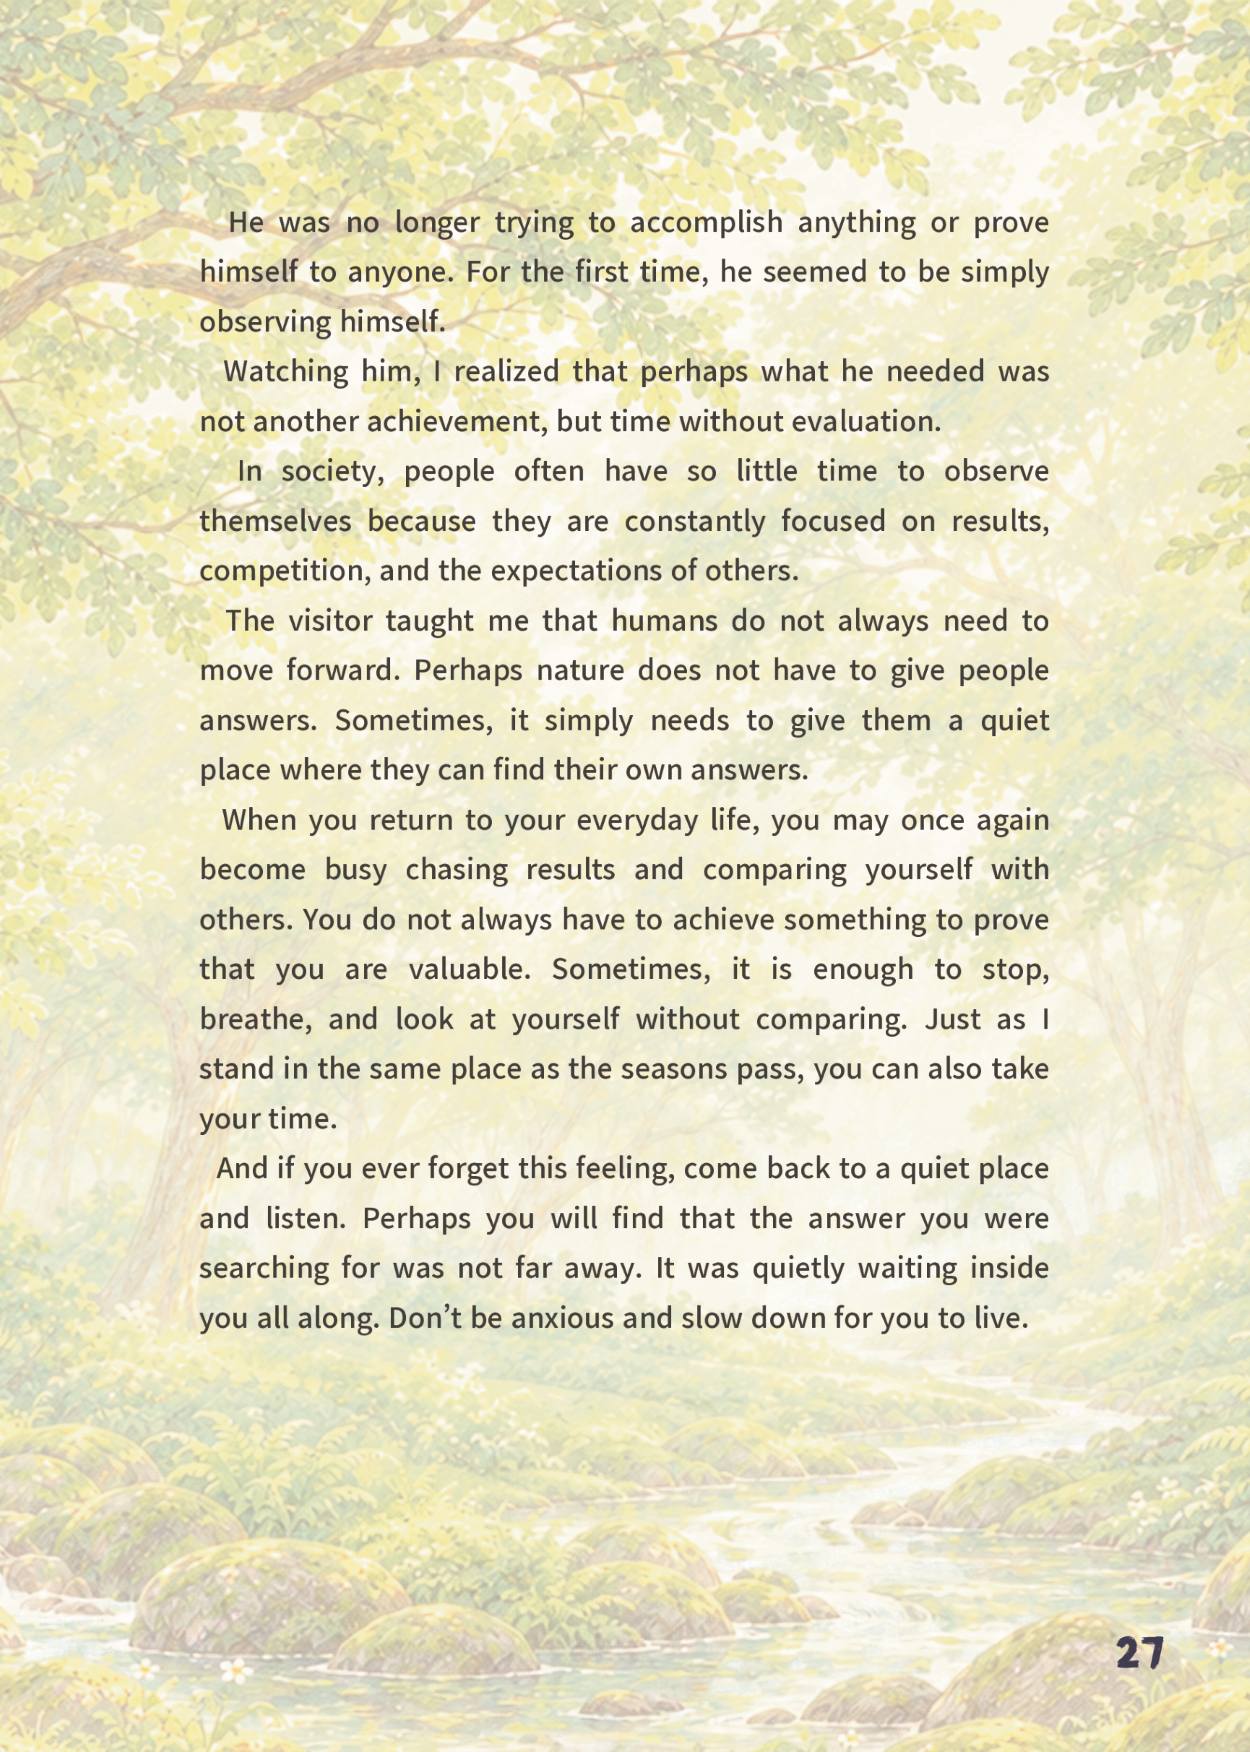 He was no longer trying to accomplish anything or prove
himself to anyone. For the first time, he seemed to be simply
observing himself.
Watching him, I realized that perhaps what he needed was
not another achievement, but time without evaluation.
In society, people often have so little time to observe
themselves because they are constantly focused on results,
competition, and the expectations of others.
The visitor taught me that humans do not always need to
move forward. Perhaps nature does not have to give people
answers. Sometimes, it simply needs to give them a quiet
place where they can find their own answers.
When you return to your everyday life, you may once again
become busy chasing results and comparing yourself with
others. You do not always have to achieve something to prove
that you are valuable. Sometimes, it is enough to stop,
breathe, and look at yourself without comparing. Just as I
stand in the same place as the seasons pass, you can also take
your time.
And if you ever forget this feeling, come back to a quiet place
and listen. Perhaps you will find that the answer you were
searching for was not far away. It was quietly waiting inside
you all along. Don’t be anxious and slow down for you to live.
27